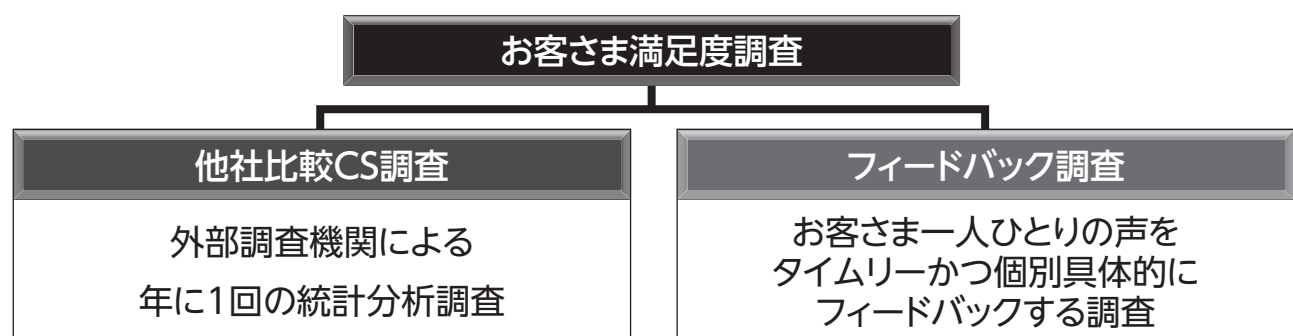 お客さま満足度調査
他社比較CS調査
外部調査機関による
年に1回の統計分析調査
フィードバック調査
お客さま一人ひとりの声を
タイムリーかつ個別具体的に
フィードバックする調査